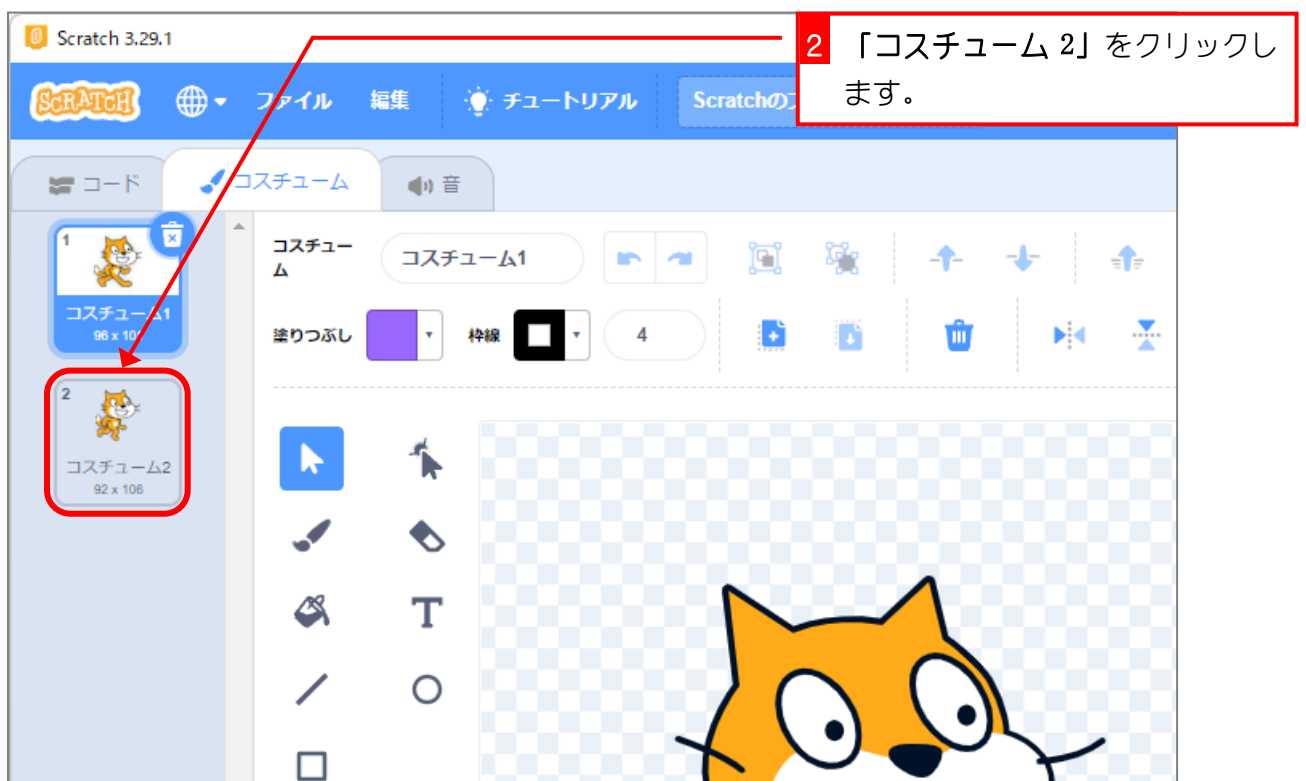 Scratch 3.29.1
2 「コスチューム 2」をクリックし
ます。
SCRATCH ファイル 編集 チュートリアル Scratchの
コード コスチューム 音
1
コスチューム1
96 x 10
2
コスチューム2
92 x 106
コスチュー
ム
コスチューム1
塗りつぶし 枠線 4
T